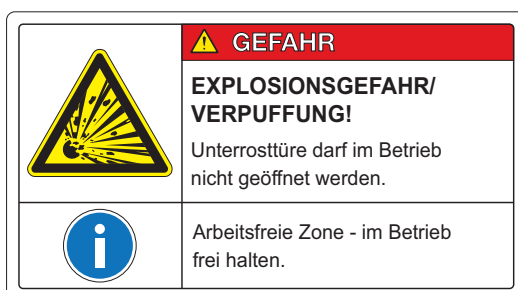 GEFAHR
EXPLOSIONSGEFAHR/
VERPUFFUNG!
Unterrosttüre darf im Betrieb
nicht geöffnet werden.
Arbeitsfreie Zone - im Betrieb
frei halten.